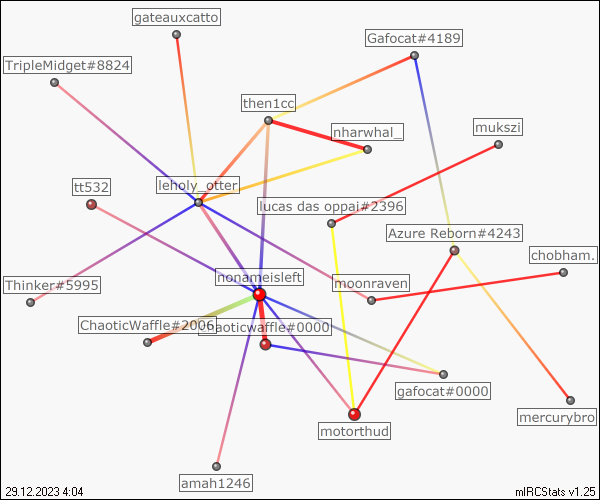 gateauxcatto
Gafocat#4189
TripleMidget#8824
then1cc
nharwhal_
mukszi
tt532
leholy_otter
lucas das oppai#2396
Azure Reborn#4243
chobham.
nonameisleft
moonraven
Thinker#5995
ChaoticWaffle#2006
chaoticwaffle#0000
gafocat#0000
mercurybro
motorthud
amah1246
29.12.2023 4:04
mIRCStats v1.25